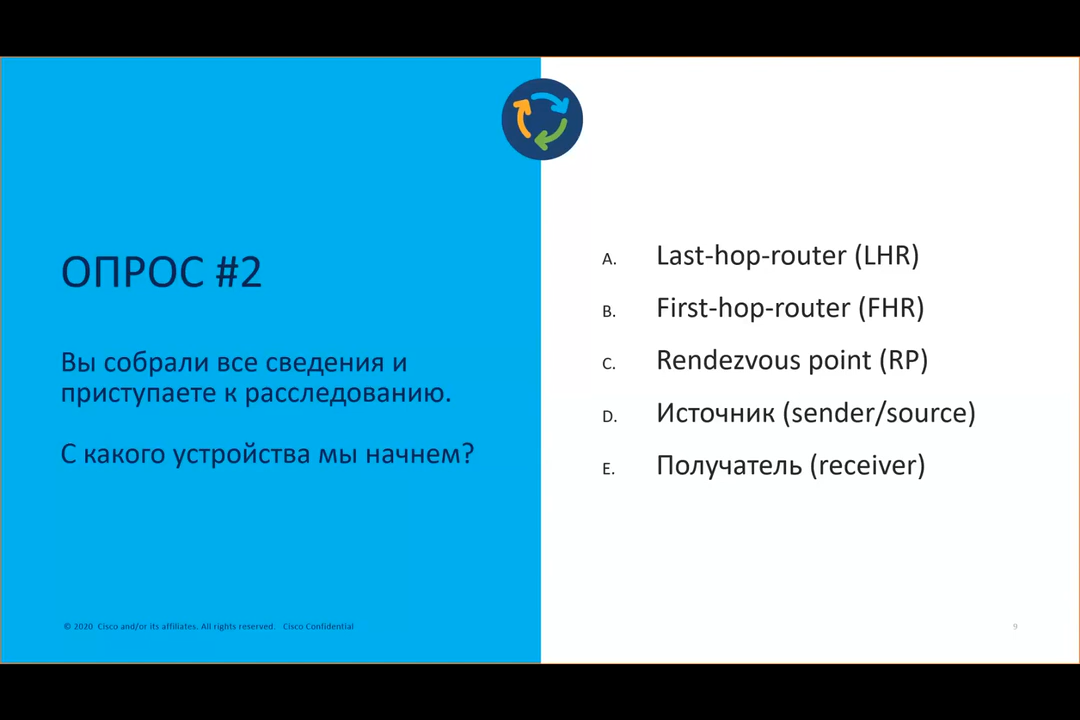 ОПРОС #2
Вы собрали все сведения и
приступаете к расследованию.
С какого устройства мы начнем?
A. Last-hop-router (LHR)
B. First-hop-router (FHR)
C. Rendezvous point (RP)
D. Источник (sender/source)
E. Получатель (receiver)
© 2020 Cisco and/or its affiliates. All rights reserved. Cisco Confidential
9